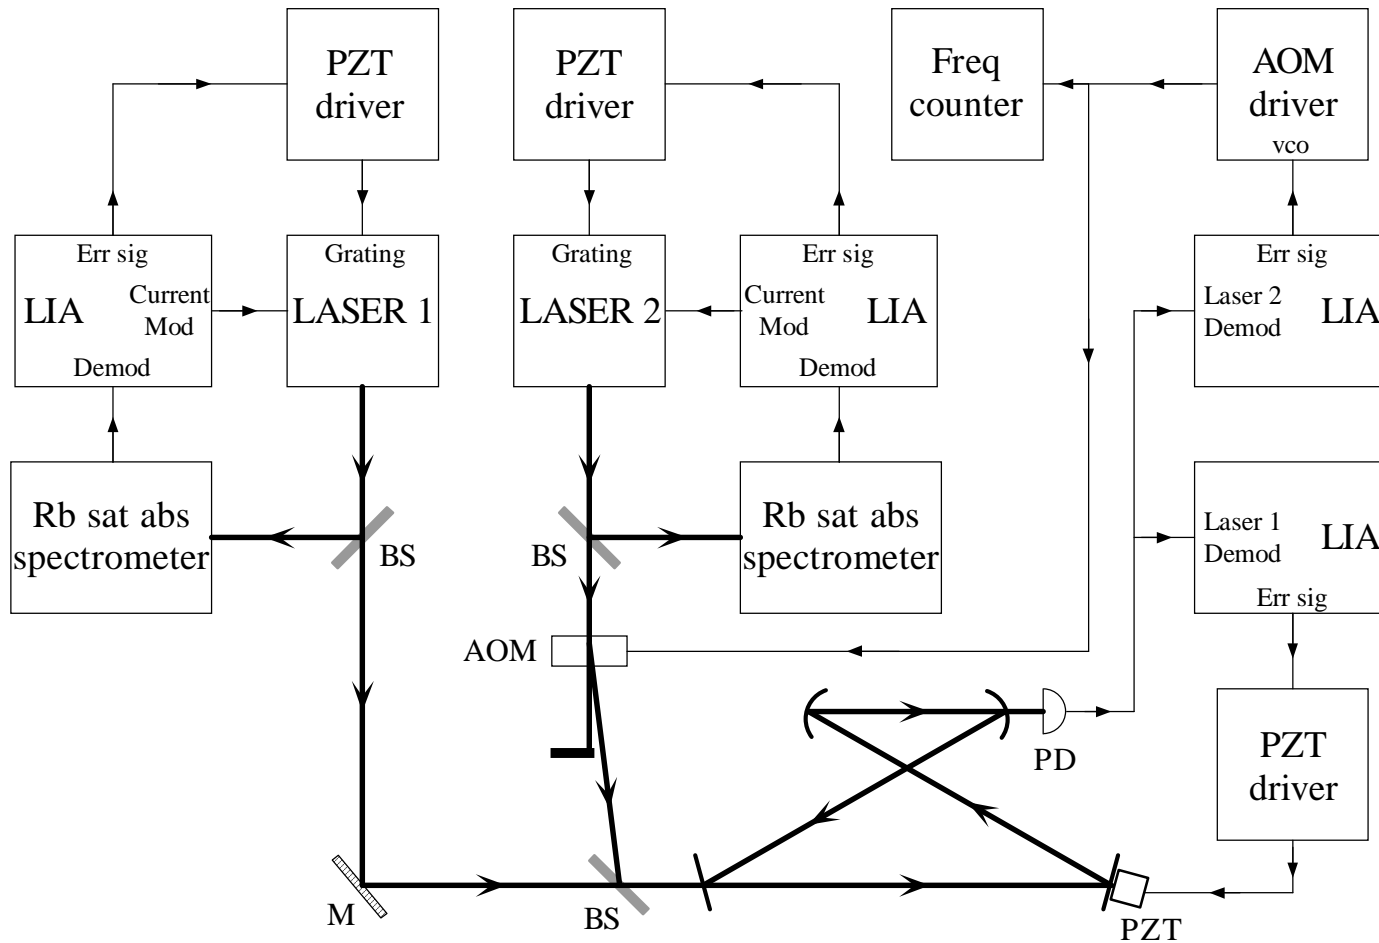 PZT
driver
PZT
driver
Freq
counter
AOM
driver
vco
Err sig
Current
Mod
LIA
Demod
Grating
LASER 1
Grating
LASER 2
Err sig
Current
Mod
LIA
Demod
Err sig
Laser 2
Demod
LIA
Rb sat abs
spectrometer
BS
BS
Rb sat abs
spectrometer
Laser 1
Demod
LIA
Err sig
AOM
PD
PZT
driver
M
BS
PZT